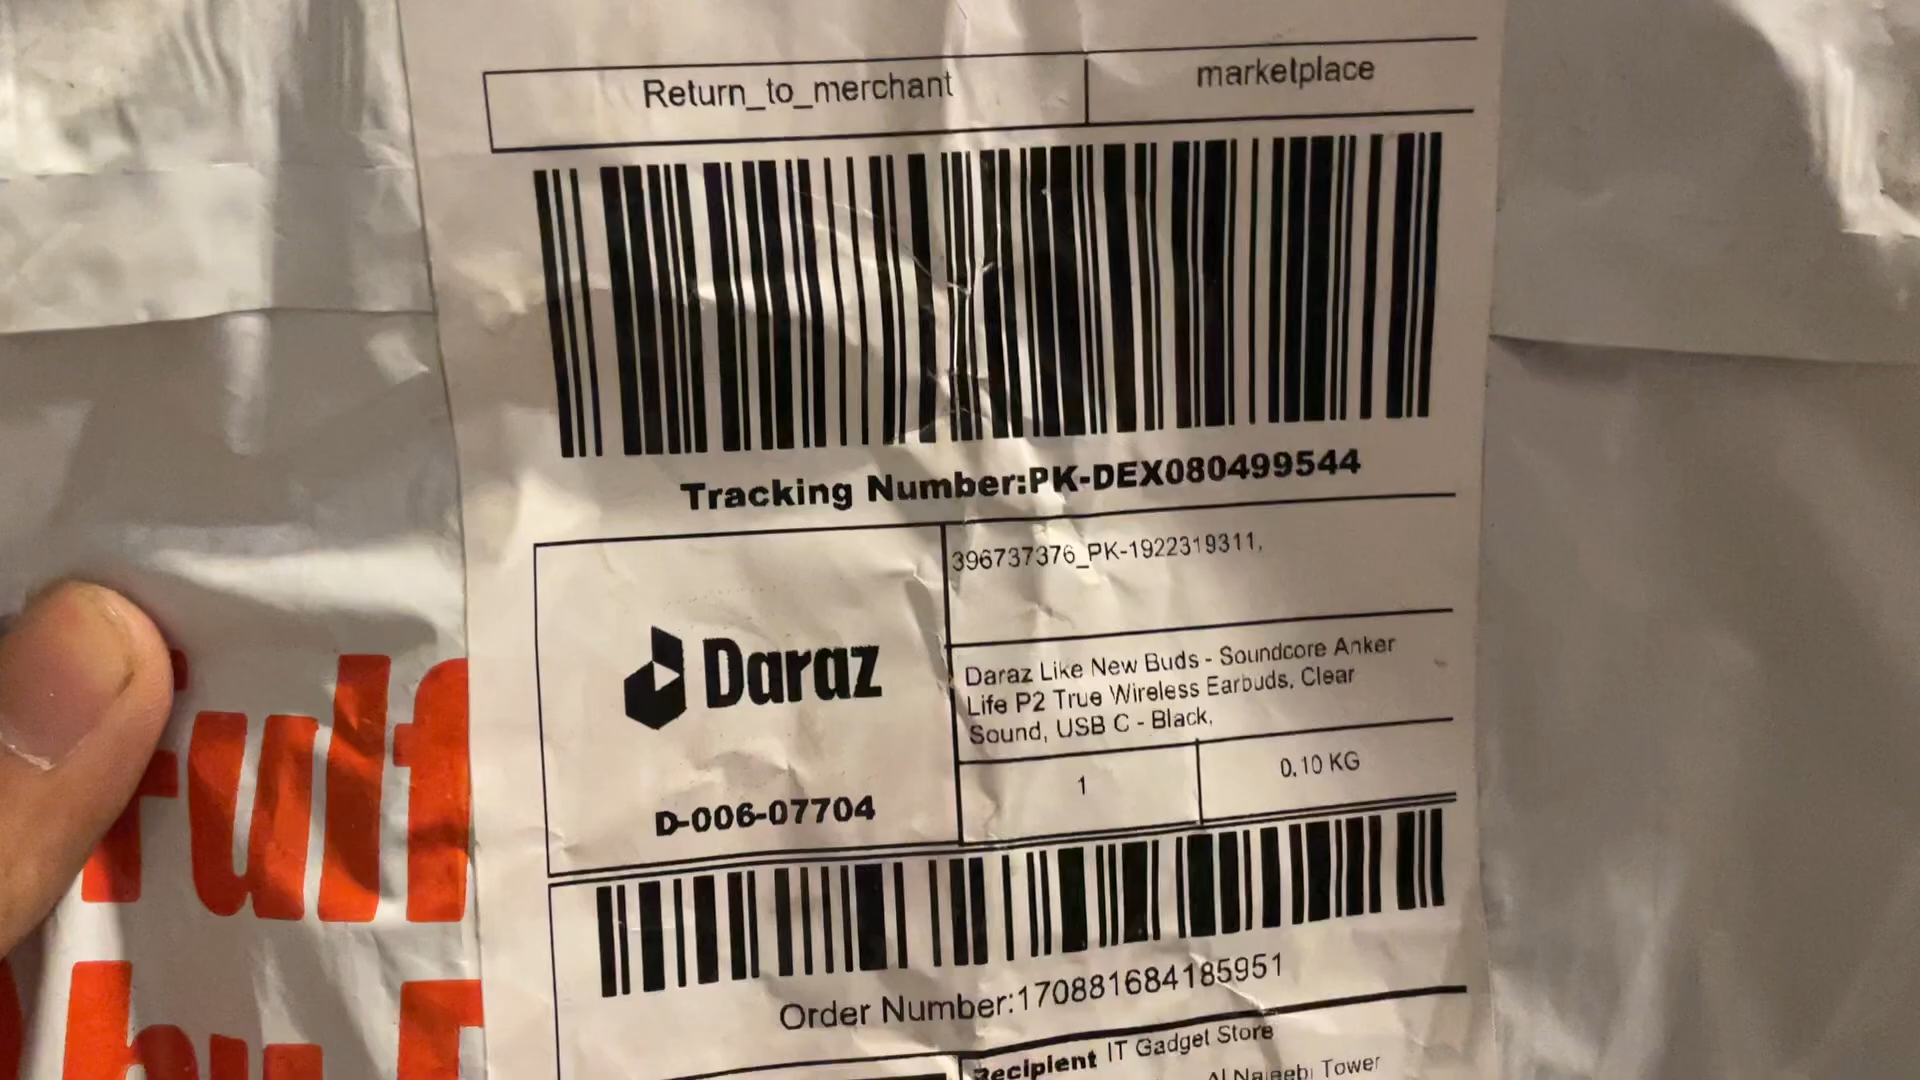 Return_to_merchant
marketplace
Tracking Number:PK-DEX080499544
396737376_PK-1922319311,
Daraz
Daraz Like New Buds - Soundcore Anker
Life P2 True Wireless Earbuds, Clear
Sound, USB C - Black,
D-006-07704
1
0.10 KG
Order Number:170881684185951
Recipient IT Gadget Store
Al Najeebi Tower
fulf
by